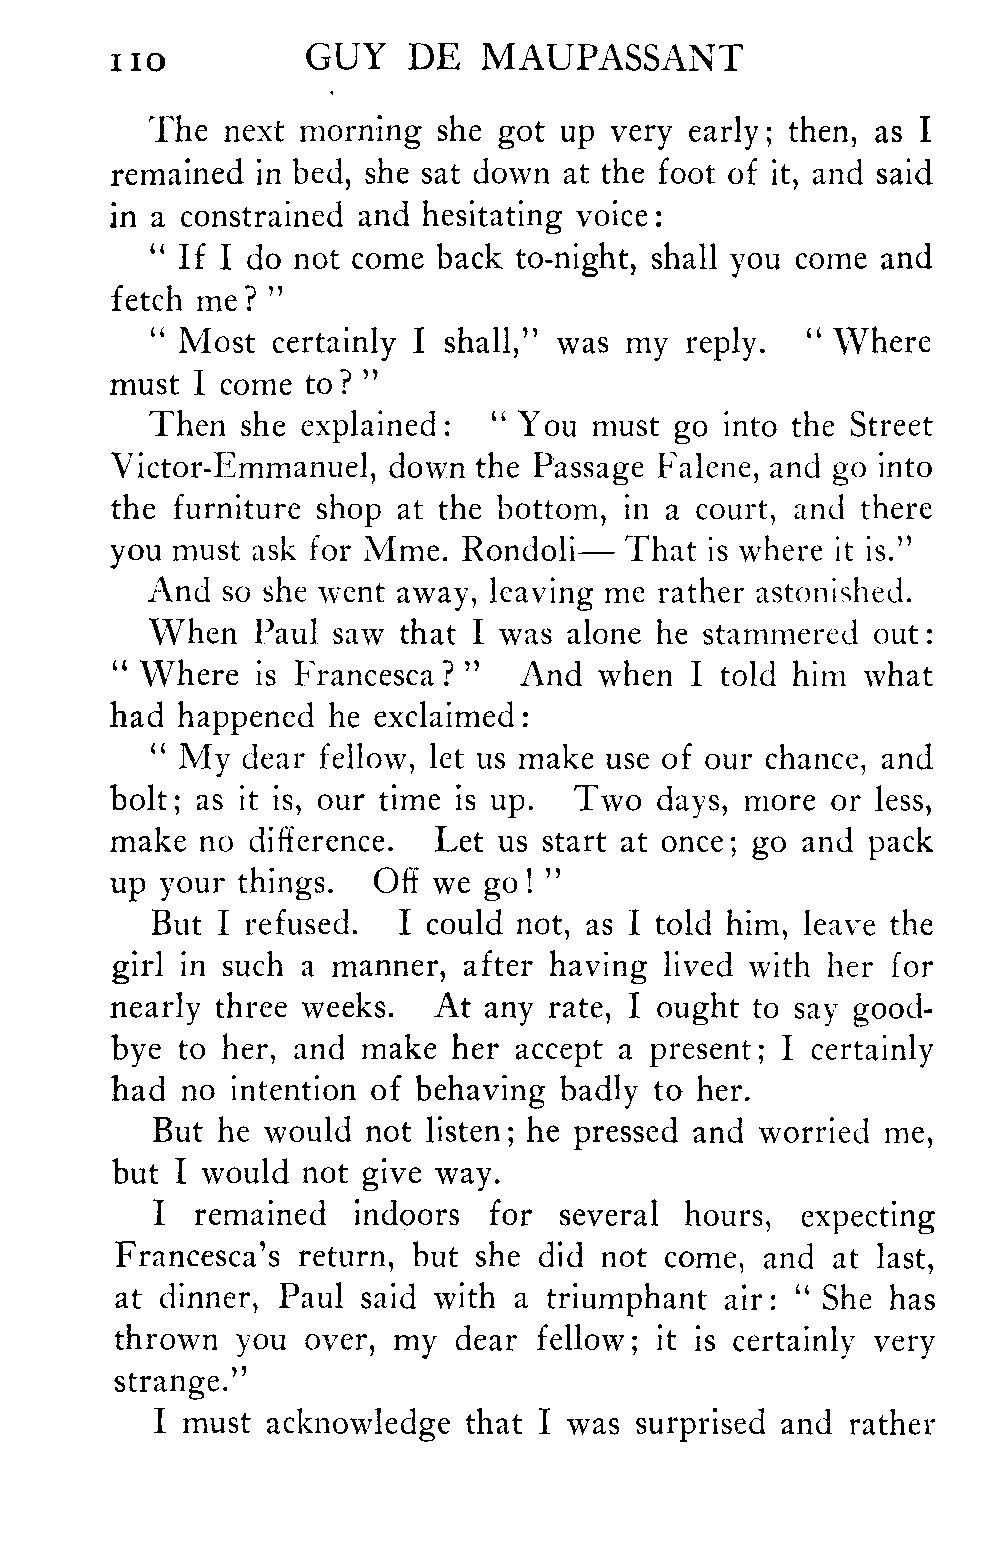 110 GUY DE MAUPASSANT
The next morning she got up very early; then, as I
remained in bed, she sat down at the foot of it, and said
in a constrained and hesitating voice:
“ If I do not come back to-night, shall you come and
fetch me? ”
“ Most certainly I shall,” was my reply. “ Where
must I come to? ”
Then she explained: “ You must go into the Street
Victor-Emmanuel, down the Passage Falene, and go into
the furniture shop at the bottom, in a court, and there
you must ask for Mme. Rondoli— That is where it is.”
And so she went away, leaving me rather astonished.
When Paul saw that I was alone he stammered out:
“ Where is Francesca? ” And when I told him what
had happened he exclaimed:
“ My dear fellow, let us make use of our chance, and
bolt; as it is, our time is up. Two days, more or less,
make no difference. Let us start at once; go and pack
up your things. Off we go! ”
But I refused. I could not, as I told him, leave the
girl in such a manner, after having lived with her for
nearly three weeks. At any rate, I ought to say good-
bye to her, and make her accept a present; I certainly
had no intention of behaving badly to her.
But he would not listen; he pressed and worried me,
but I would not give way.
I remained indoors for several hours, expecting
Francesca’s return, but she did not come, and at last,
at dinner, Paul said with a triumphant air: “ She has
thrown you over, my dear fellow; it is certainly very
strange.”
I must acknowledge that I was surprised and rather